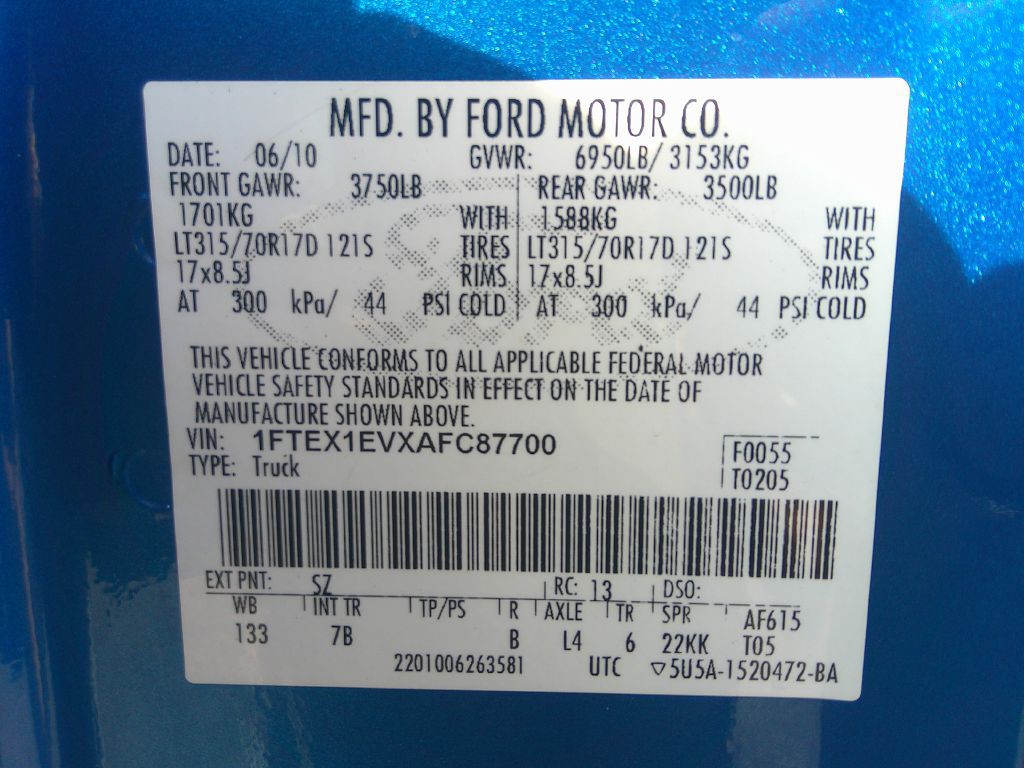 MFD. BY FORD MOTOR CO.
DATE: 06/10 GVWR: 6950LB/ 3153KG
FRONT GAWR: 3750LB REAR GAWR: 3500LB
1701KG WITH 1588KG WITH
LT315/70R17D 121S TIRES LT315/70R17D 121S TIRES
17x8.5J RIMS 17x8.5J RIMS
AT 300 kPa/ 44 PSI COLD AT 300 kPa/ 44 PSI COLD
THIS VEHICLE CONFORMS TO ALL APPLICABLE FEDERAL MOTOR
VEHICLE SAFETY STANDARDS IN EFFECT ON THE DATE OF
MANUFACTURE SHOWN ABOVE.
VIN: 1FTEX1EVXAFC87700 F0055
TYPE: Truck T0205
EXT PNT: SZ RC: 13 DSO:
WB INT TR TP/PS R AXLE TR SPR AF6T5
133 7B B L4 6 22KK T05
2201006263581 UTC ▽5U5A-1520472-BA